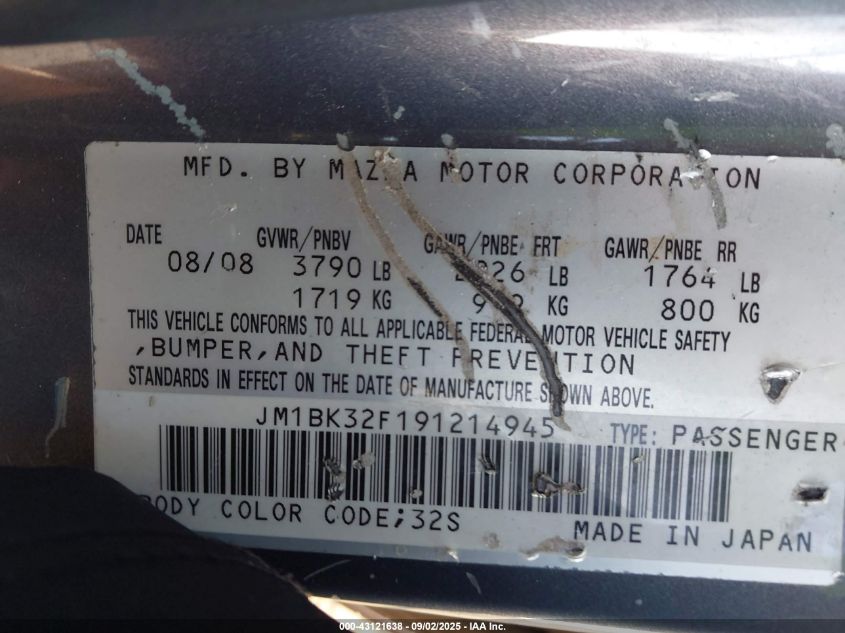 MFD. BY MAZDA MOTOR CORPORATION
DATE GVWR/PNBV GAWR/PNBE FRT GAWR/PNBE RR
08/08 3790 LB LB 1764 LB
1719 KG KG 800 KG
THIS VEHICLE CONFORMS TO ALL APPLICABLE FEDERAL MOTOR VEHICLE SAFETY
,BUMPER,AND THEFT PREVENTION
STANDARDS IN EFFECT ON THE DATE OF MANUFACTURE SHOWN ABOVE.
JM1BK32F191214945 TYPE: PASSENGER
BODY COLOR CODE;32S
MADE IN JAPAN
000-43121638 - 09/02/2025 - IAA Inc.